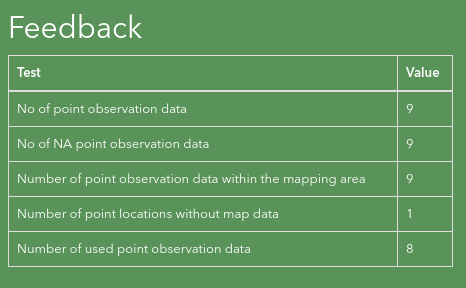 Feedback
Test Value
No of point observation data 9
No of NA point observation data 9
Number of point observation data within the mapping area 9
Number of point locations without map data 1
Number of used point observation data 8